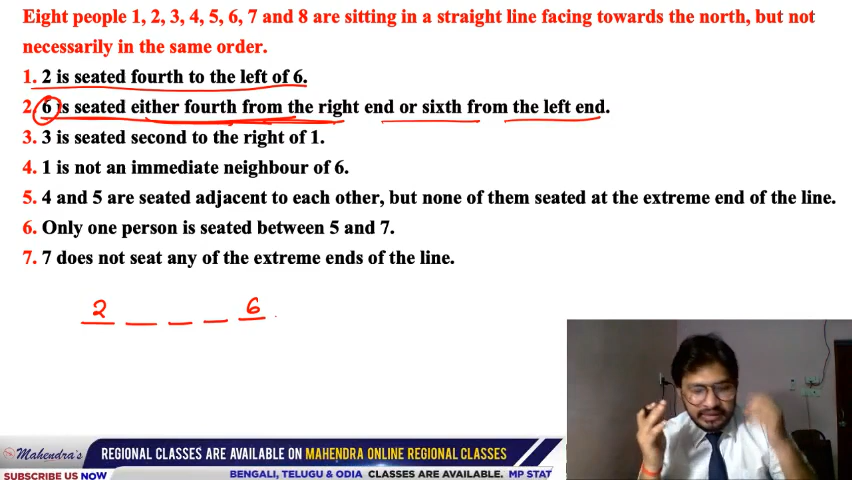 Eight people 1, 2, 3, 4, 5, 6, 7 and 8 are sitting in a straight line facing towards the north, but not
necessarily in the same order.
1. 2 is seated fourth to the left of 6.
2. 6 is seated either fourth from the right end or sixth from the left end.
3. 3 is seated second to the right of 1.
4. 1 is not an immediate neighbour of 6.
5. 4 and 5 are seated adjacent to each other, but none of them seated at the extreme end of the line.
6. Only one person is seated between 5 and 7.
7. 7 does not seat any of the extreme ends of the line.
2 _ _ _ 6
Mahendra's
REGIONAL CLASSES ARE AVAILABLE ON MAHENDRA ONLINE REGIONAL CLASSES
SUBSCRIBE US NOW
BENGALI, TELUGU & ODIA CLASSES ARE AVAILABLE. MP STAT